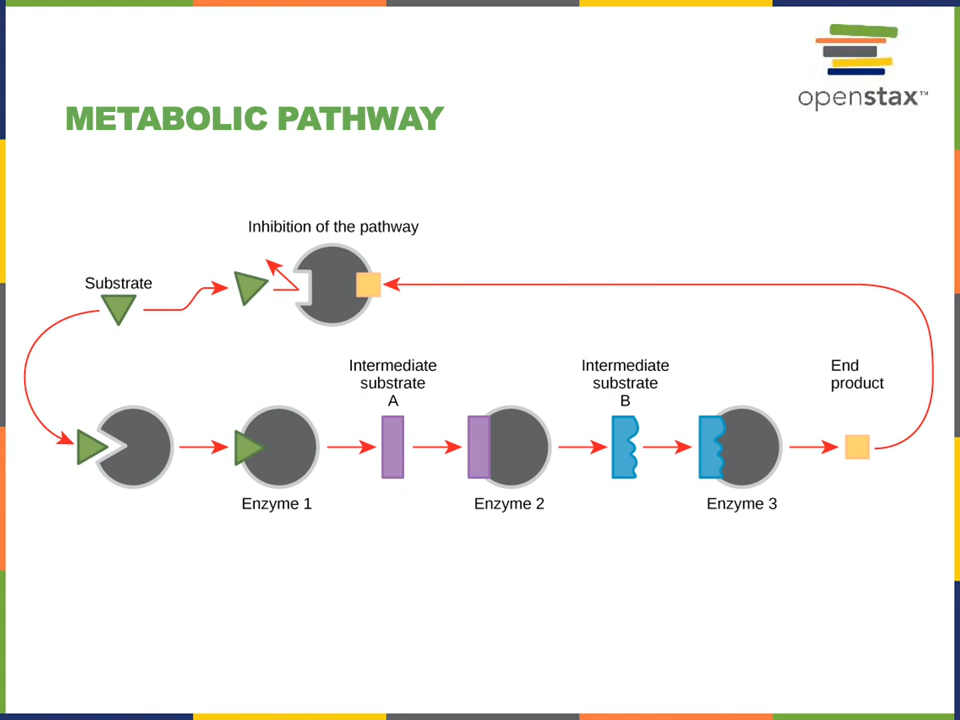 openstax™
METABOLIC PATHWAY
Inhibition of the pathway
Substrate
Intermediate
substrate
A
Intermediate
substrate
B
End
product
Enzyme 1
Enzyme 2
Enzyme 3